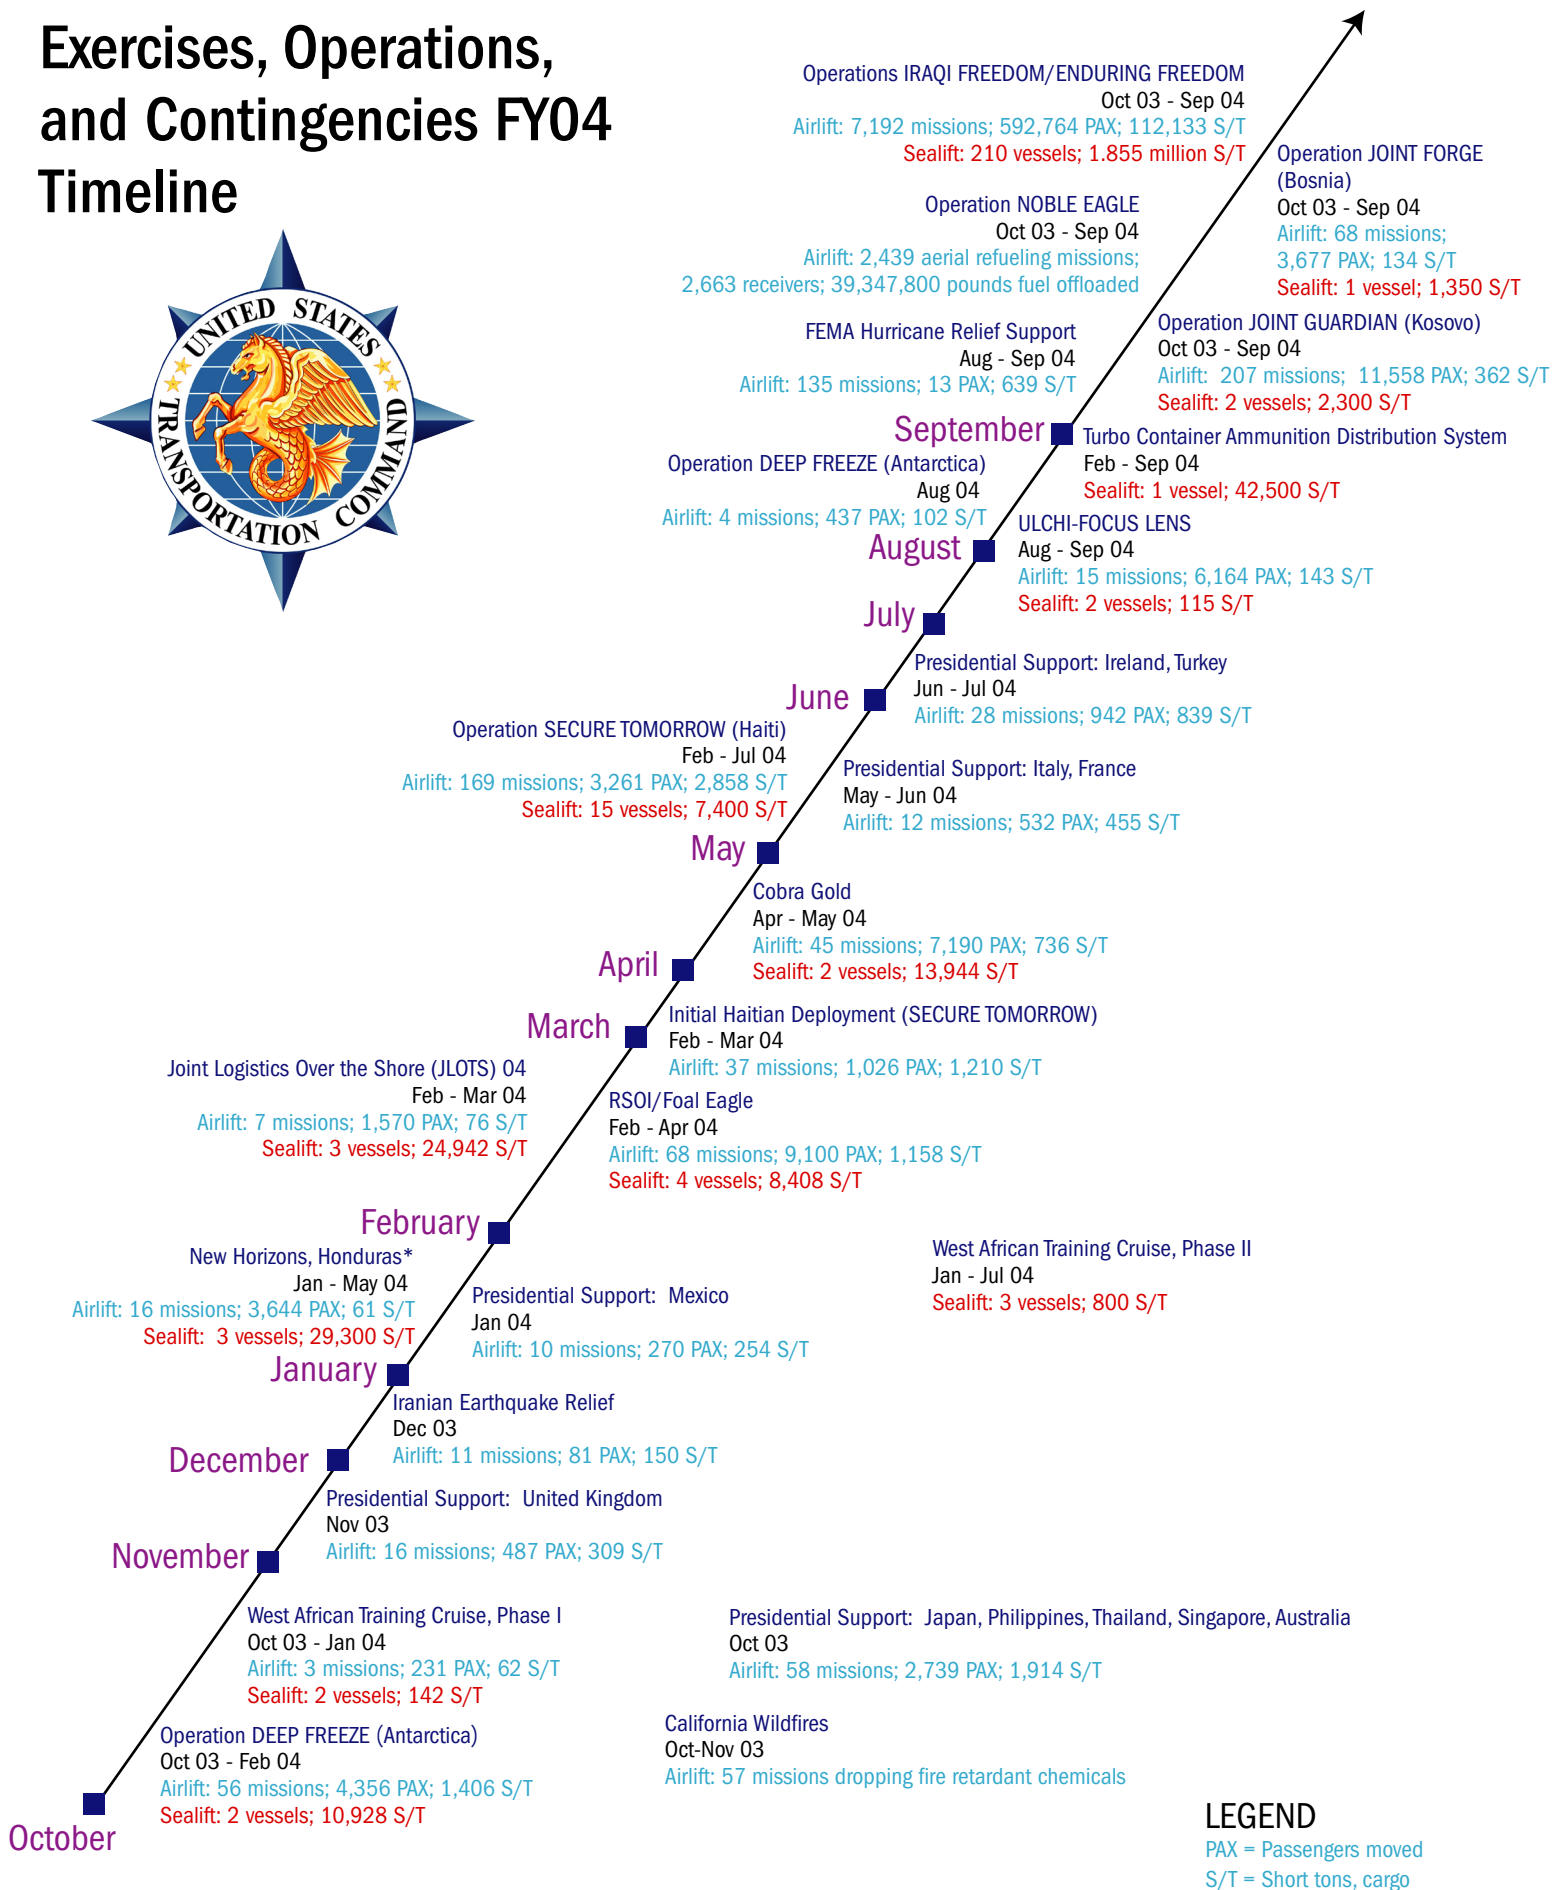 Exercises, Operations,
and Contingencies FY04
Timeline
UNITED STATES
TRANSPORTATION COMMAND
Operations IRAQI FREEDOM/ENDURING FREEDOM
Oct 03 - Sep 04
Airlift: 7,192 missions; 592,764 PAX; 112,133 S/T
Sealift: 210 vessels; 1.855 million S/T
Operation JOINT FORGE
(Bosnia)
Oct 03 - Sep 04
Airlift: 68 missions;
3,677 PAX; 134 S/T
Sealift: 1 vessel; 1,350 S/T
Operation NOBLE EAGLE
Oct 03 - Sep 04
Airlift: 2,439 aerial refueling missions;
2,663 receivers; 39,347,800 pounds fuel offloaded
Operation JOINT GUARDIAN (Kosovo)
Oct 03 - Sep 04
Airlift:  207 missions;  11,558 PAX; 362 S/T
Sealift: 2 vessels; 2,300 S/T
FEMA Hurricane Relief Support
Aug - Sep 04
Airlift: 135 missions; 13 PAX; 639 S/T
September
Turbo Container Ammunition Distribution System
Feb - Sep 04
Sealift: 1 vessel; 42,500 S/T
Operation DEEP FREEZE (Antarctica)
Aug 04
Airlift: 4 missions; 437 PAX; 102 S/T
August
ULCHI-FOCUS LENS
Aug - Sep 04
Airlift: 15 missions; 6,164 PAX; 143 S/T
Sealift: 2 vessels; 115 S/T
July
Presidential Support: Ireland, Turkey
Jun - Jul 04
Airlift: 28 missions; 942 PAX; 839 S/T
June
Operation SECURE TOMORROW (Haiti)
Feb - Jul 04
Airlift: 169 missions; 3,261 PAX; 2,858 S/T
Sealift: 15 vessels; 7,400 S/T
Presidential Support: Italy, France
May - Jun 04
Airlift: 12 missions; 532 PAX; 455 S/T
May
Cobra Gold
Apr - May 04
Airlift: 45 missions; 7,190 PAX; 736 S/T
Sealift: 2 vessels; 13,944 S/T
April
Initial Haitian Deployment (SECURE TOMORROW)
Feb - Mar 04
Airlift: 37 missions; 1,026 PAX; 1,210 S/T
March
Joint Logistics Over the Shore (JLOTS) 04
Feb - Mar 04
Airlift: 7 missions; 1,570 PAX; 76 S/T
Sealift: 3 vessels; 24,942 S/T
RSOI/Foal Eagle
Feb - Apr 04
Airlift: 68 missions; 9,100 PAX; 1,158 S/T
Sealift: 4 vessels; 8,408 S/T
February
New Horizons, Honduras*
Jan - May 04
Airlift: 16 missions; 3,644 PAX; 61 S/T
Sealift:  3 vessels; 29,300 S/T
West African Training Cruise, Phase II
Jan - Jul 04
Sealift: 3 vessels; 800 S/T
Presidential Support:  Mexico
Jan 04
Airlift: 10 missions; 270 PAX; 254 S/T
January
Iranian Earthquake Relief
Dec 03
Airlift: 11 missions; 81 PAX; 150 S/T
December
Presidential Support:  United Kingdom
Nov 03
Airlift: 16 missions; 487 PAX; 309 S/T
November
West African Training Cruise, Phase I
Oct 03 - Jan 04
Airlift: 3 missions; 231 PAX; 62 S/T
Sealift: 2 vessels; 142 S/T
Presidential Support:  Japan, Philippines, Thailand, Singapore, Australia
Oct 03
Airlift: 58 missions; 2,739 PAX; 1,914 S/T
Operation DEEP FREEZE (Antarctica)
Oct 03 - Feb 04
Airlift: 56 missions; 4,356 PAX; 1,406 S/T
Sealift: 2 vessels; 10,928 S/T
California Wildfires
Oct-Nov 03
Airlift: 57 missions dropping fire retardant chemicals
October
LEGEND
PAX = Passengers moved
S/T = Short tons, cargo